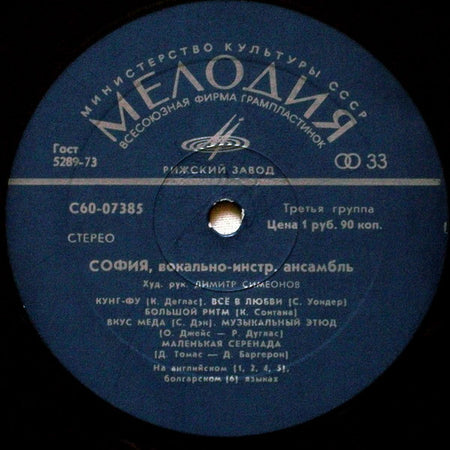 МИНИСТЕРСТВО КУЛЬТУРЫ СССР
МЕЛОДИЯ
ВСЕСОЮЗНАЯ ФИРМА ГРАМПЛАСТИНОК
Гост
5289-73
33
РИЖСКИЙ ЗАВОД
С60-07385
Третья группа
Цена 1 руб. 90 коп.
СТЕРЕО
СОФИЯ, вокально-инстр. ансамбль
Худ. рук. ДИМИТР СИМЕОНОВ
КУНГ-ФУ (К. Дуглас). ВСЁ В ЛЮБВИ (С. Уондер)
БОЛЬШОЙ РИТМ (К. Сонтана)
ВКУС МЕДА (С. Дэн). МУЗЫКАЛЬНЫЙ ЭТЮД
(О. Джейс — Р. Дуглас)
МАЛЕНЬКАЯ СЕРЕНАДА
(Д. Томас — Д. Баргерон)
На английском (1, 2, 4, 5),
болгарском (6) языках